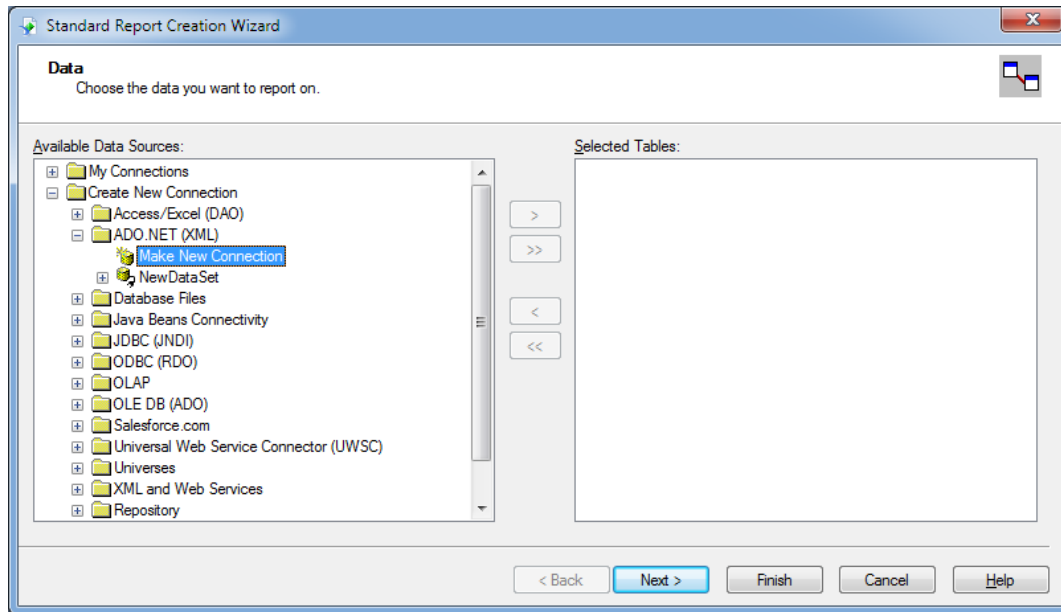 Standard Report Creation Wizard
Data
Choose the data you want to report on.
Available Data Sources:
Selected Tables:
My Connections
Create New Connection
Access/Excel (DAO)
ADO.NET (XML)
Make New Connection
NewDataSet
Database Files
Java Beans Connectivity
JDBC (JNDI)
ODBC (RDO)
OLAP
OLE DB (ADO)
Salesforce.com
Universal Web Service Connector (UWSC)
Universes
XML and Web Services
Repository
>
>>
<
<<
< Back
Next >
Finish
Cancel
Help